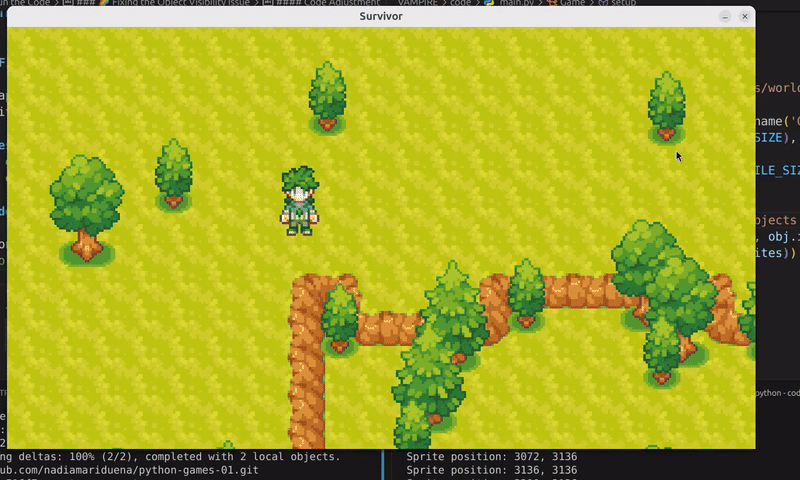 the Code > ### Fixing the Object Visibility Issue > #### Code Adjustment VAMPIRE > code > main.py > Game > setup
Survivor
s/worl
name('
SIZE),
ILE_SIZ
bjects
, obj.
ites))
python - cod
ng deltas: 100% (2/2), completed with 2 local objects.
ub.com/nadiamariduena/python-games-01.git
Sprite position: 3072, 3136
Sprite position: 3136, 3136